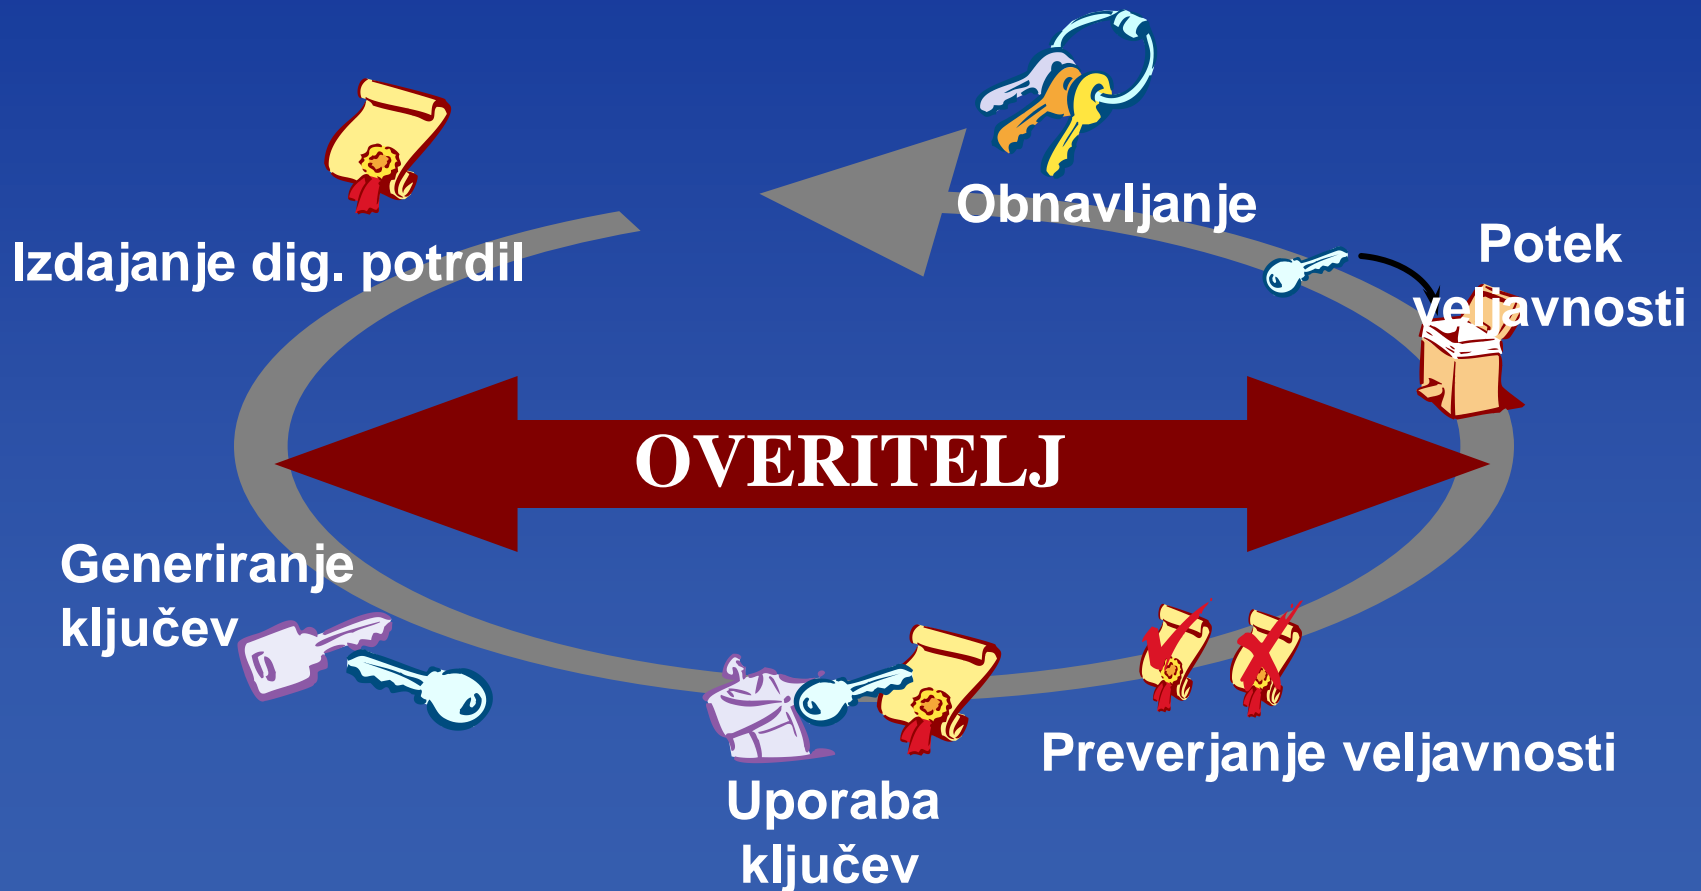 Obnavljanje
Izdajanje dig. potrdil
Potek
veljavnosti
OVERITELJ
Generiranje
ključev
Preverjanje veljavnosti
Uporaba
ključev